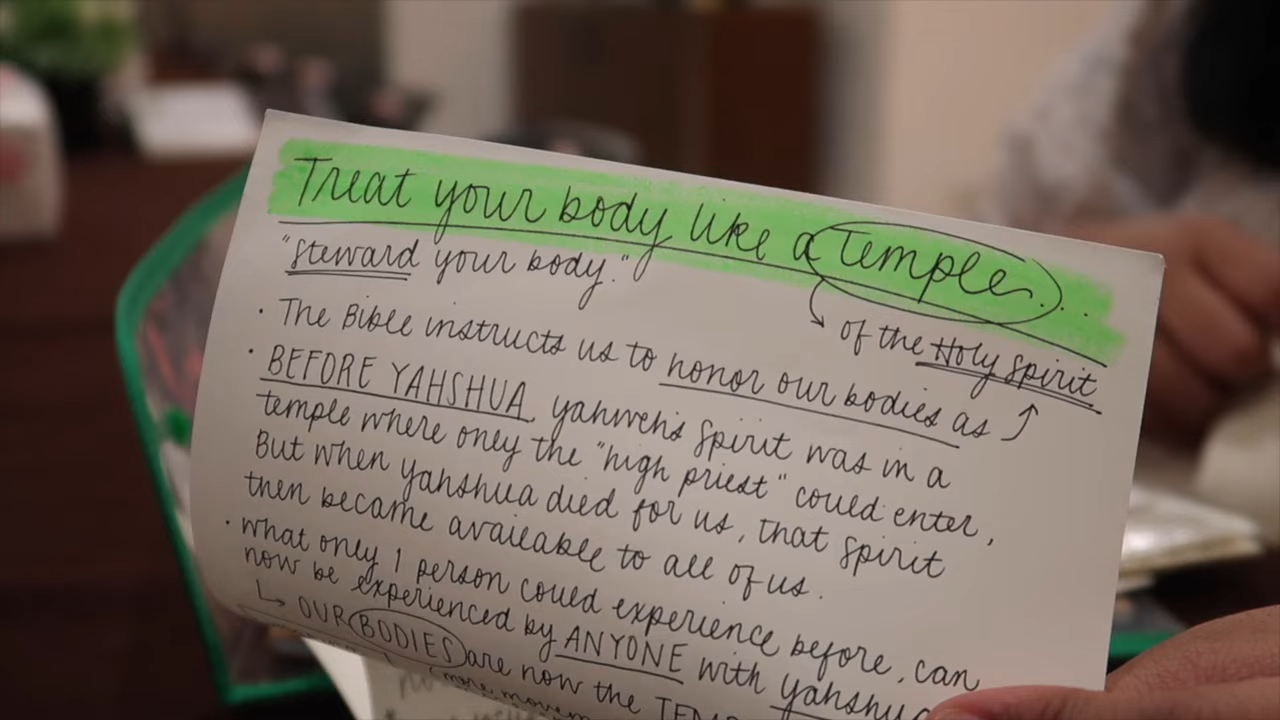 Treat your body like a temple...
"steward your body."
of the Holy Spirit
· The Bible instructs us to honor our bodies as
· BEFORE YAHSHUA yahweh's spirit was in a
temple where only the "high priest" could enter,
But when yahshua died for us, that spirit
then became available to all of us.
· what only 1 person could experience before, can
now be experienced by ANYONE with yahshua
↳ OUR BODIES are now the
more